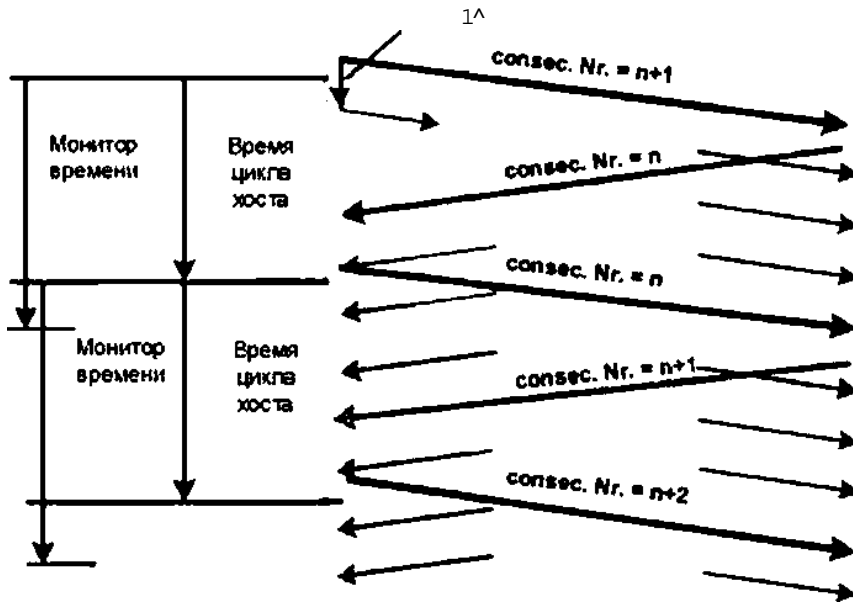 1^
consec. Nr. = n+1
Монитор
времени
Время
цикла
хоста
consec. Nr. = n
consec. Nr. = n
Монитор
времени
Время
цикла
хоста
consec. Nr. = n+1
consec. Nr. = n+2